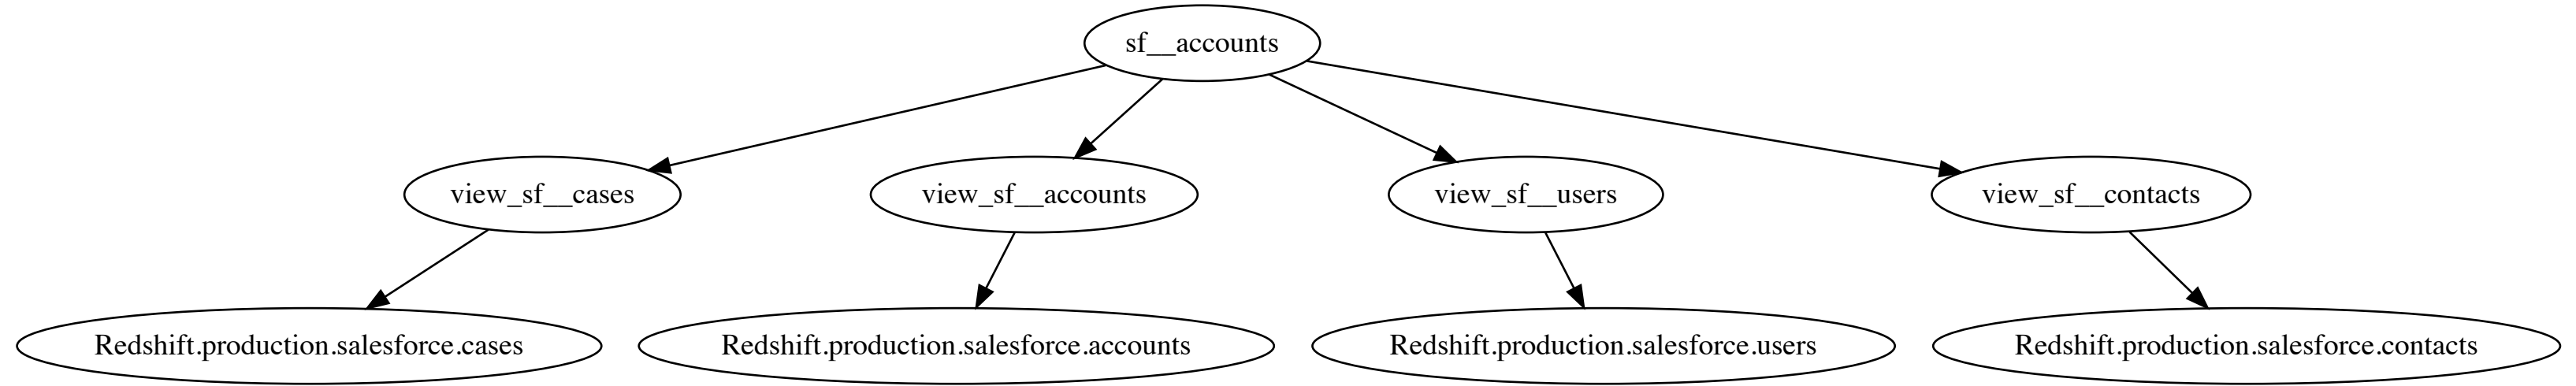 sf__accounts
view_sf__cases
view_sf__accounts
view_sf__users
view_sf__contacts
Redshift.production.salesforce.cases
Redshift.production.salesforce.accounts
Redshift.production.salesforce.users
Redshift.production.salesforce.contacts